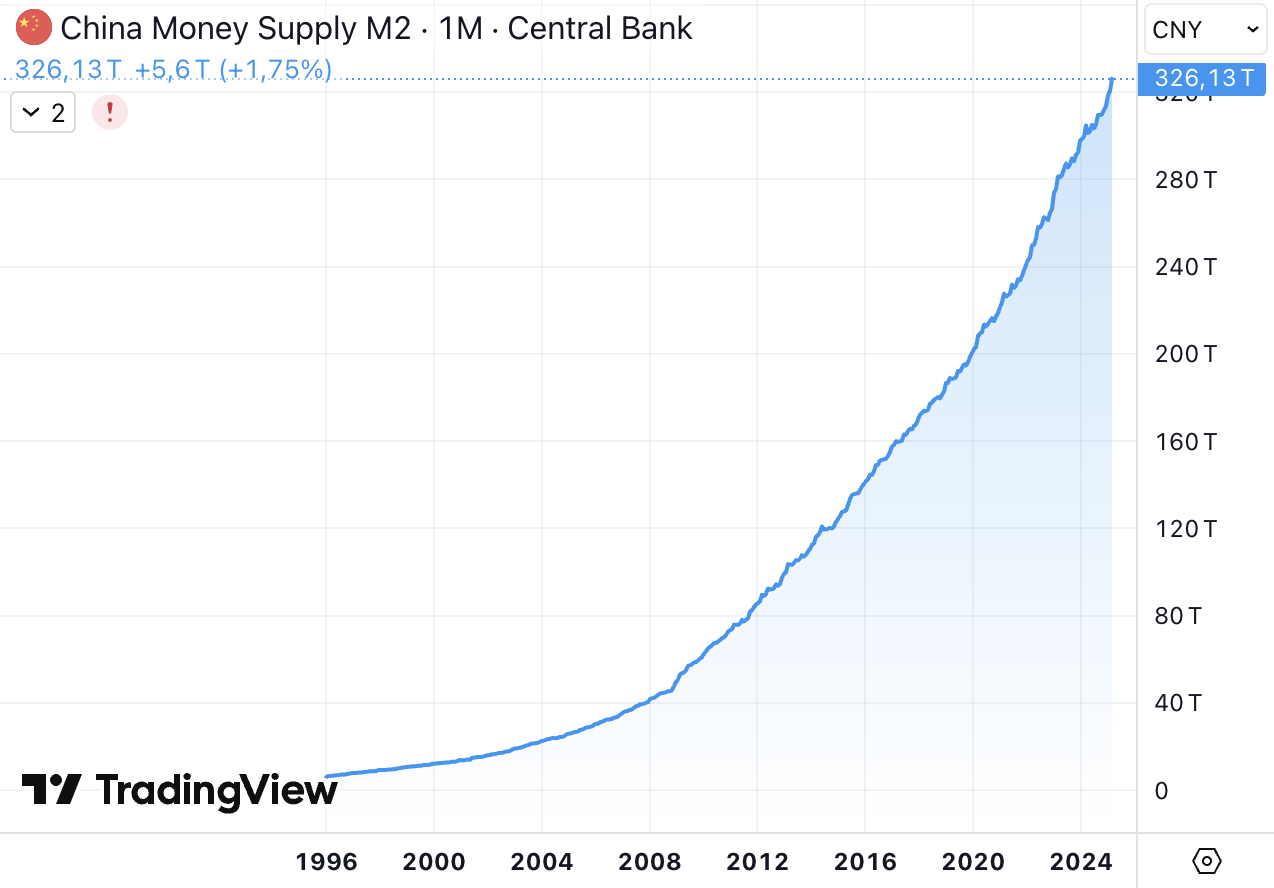 China Money Supply M2 · 1M · Central Bank
CNY
326,13 T +5,6 T (+1,75%)
326,13 T
320 T
2
!
280 T
240 T
200 T
160 T
120 T
80 T
40 T
0
TradingView
1996 2000 2004 2008 2012 2016 2020 2024